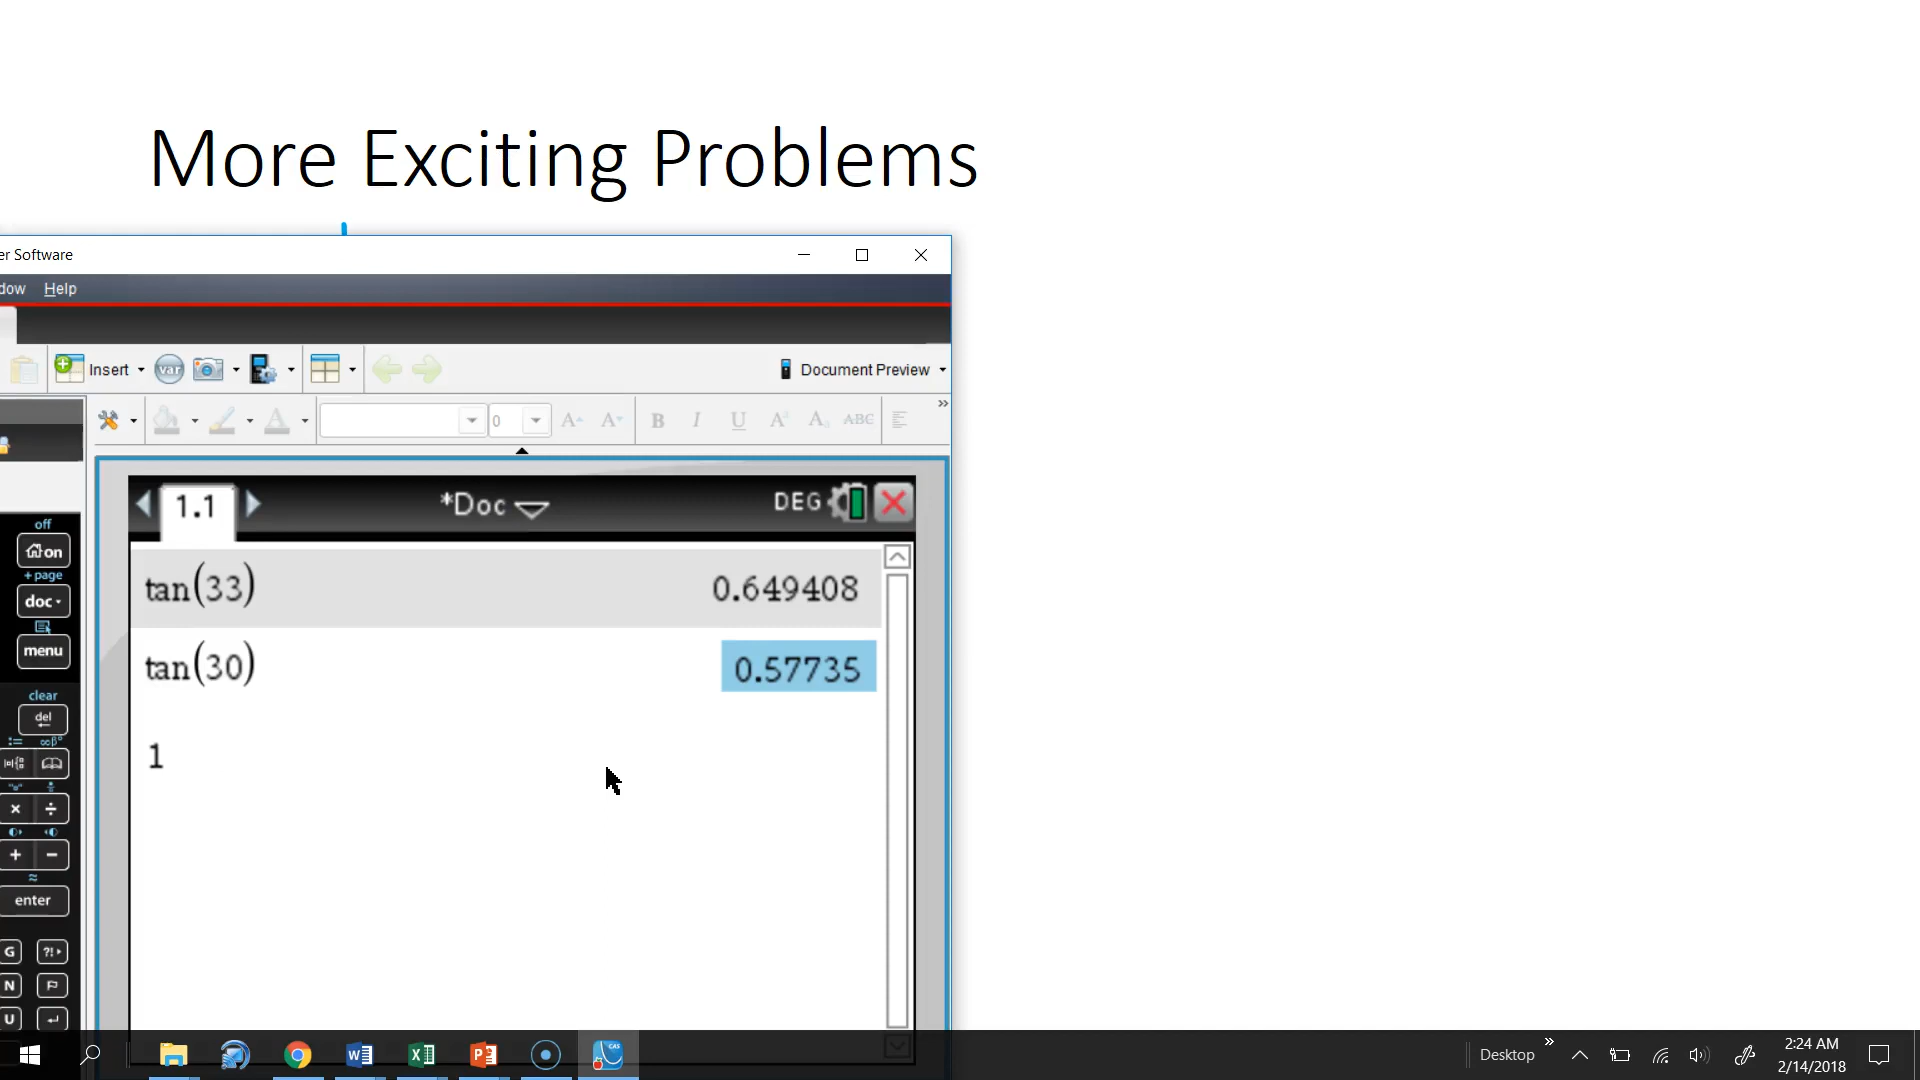 More Exciting Problems
er Software
dow Help
Insert var Document Preview
0 A A B I U A A ABC »
1.1 *Doc DEG
off
on
+ page
doc
menu
clear
del
tan(33) 0.649408
tan(30) 0.57735
1
× ÷
+ −
≈
enter
G ?!
N
U
CAS
Desktop »
2:24 AM
2/14/2018